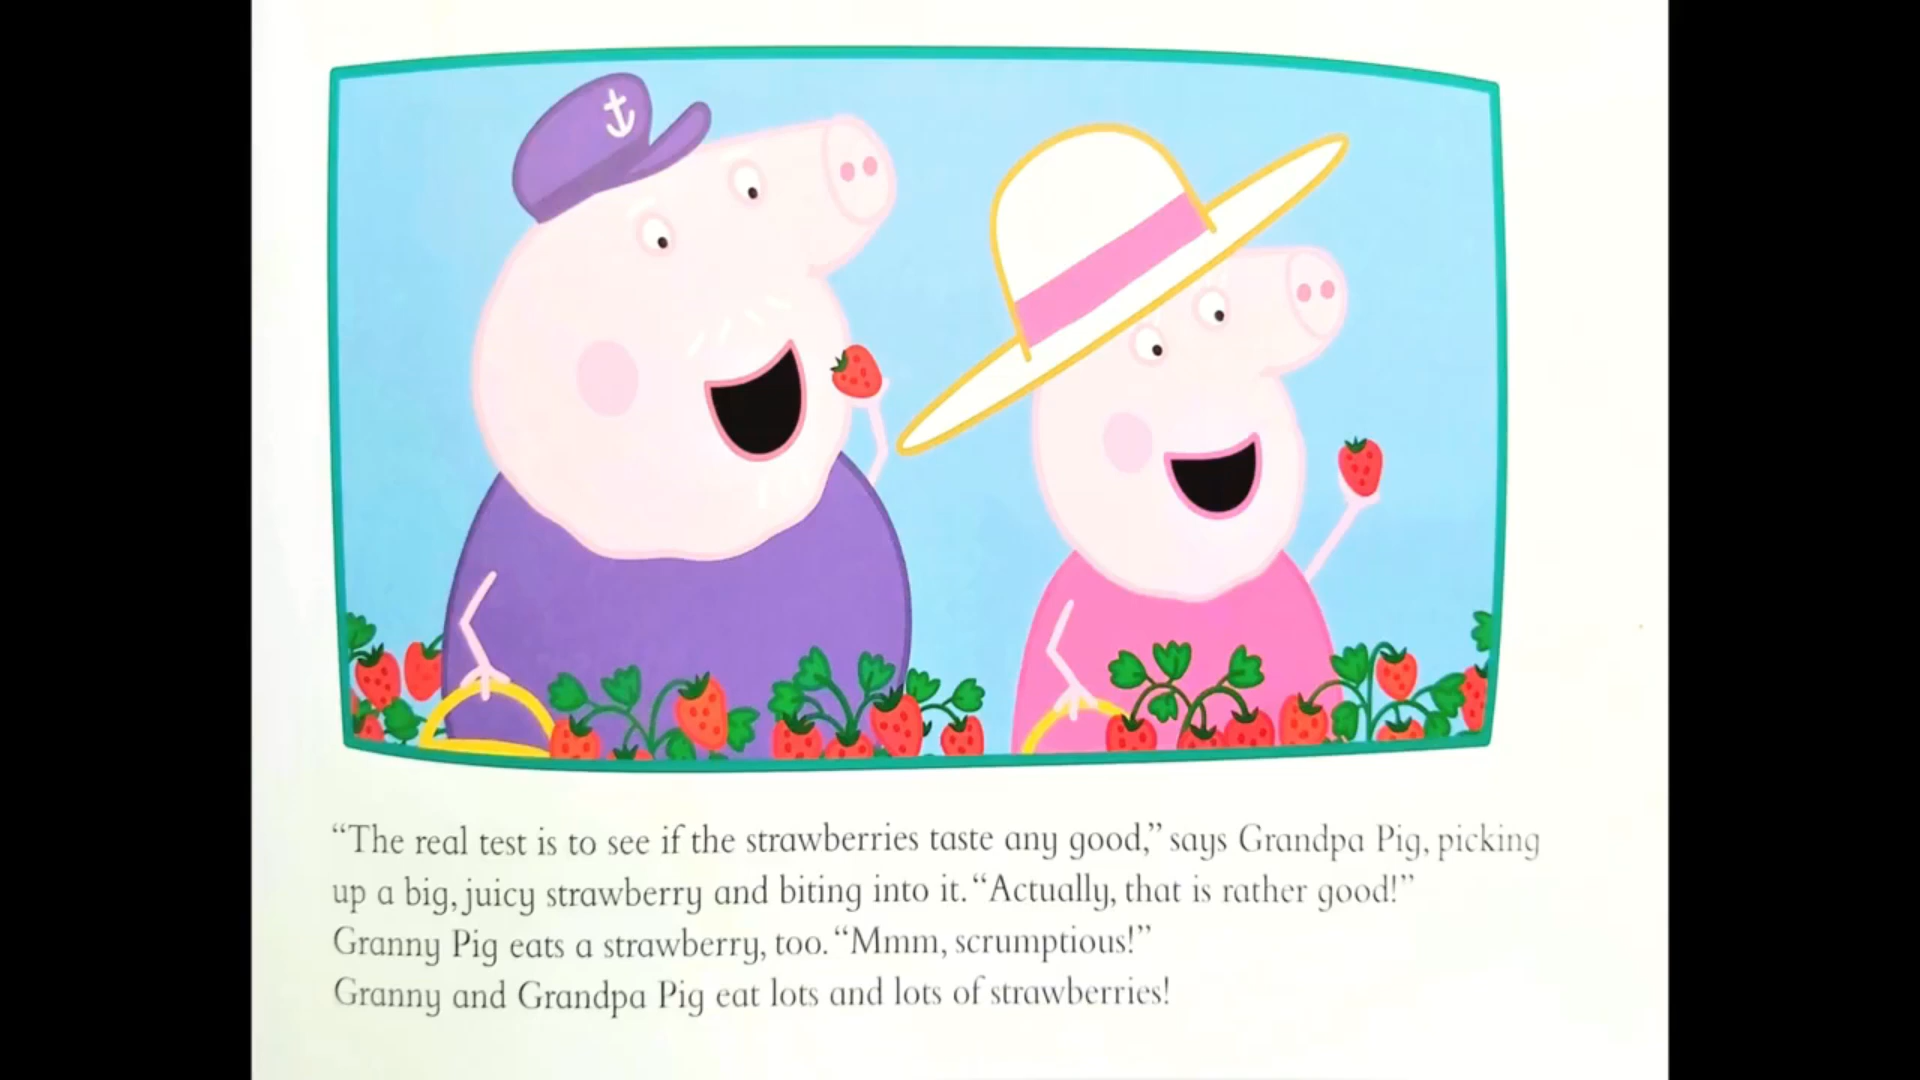 “The real test is to see if the strawberries taste any good,” says Grandpa Pig, picking
up a big, juicy strawberry and biting into it. “Actually, that is rather good!”
Granny Pig eats a strawberry, too. “Mmm, scrumptious!”
Granny and Grandpa Pig eat lots and lots of strawberries!